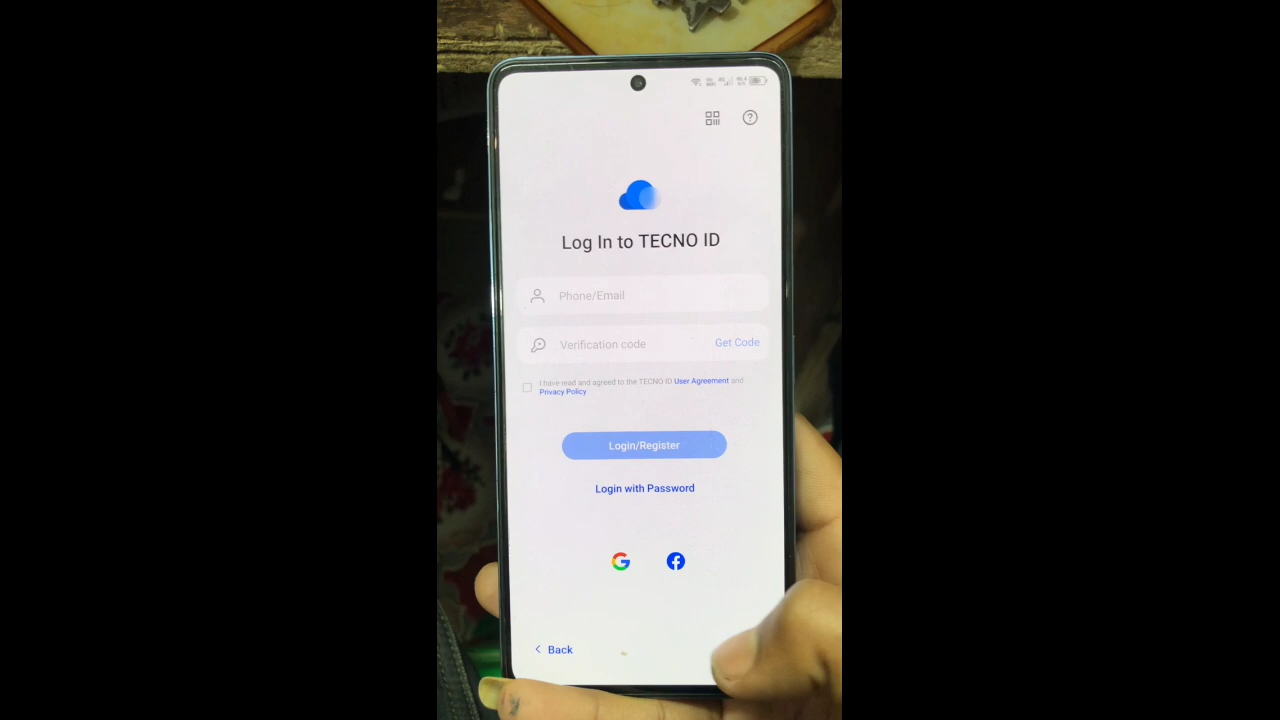 Log In to TECNO ID
Phone/Email
Verification code Get Code
I have read and agreed to the TECNO ID User Agreement and
Privacy Policy
Login/Register
Login with Password
Back